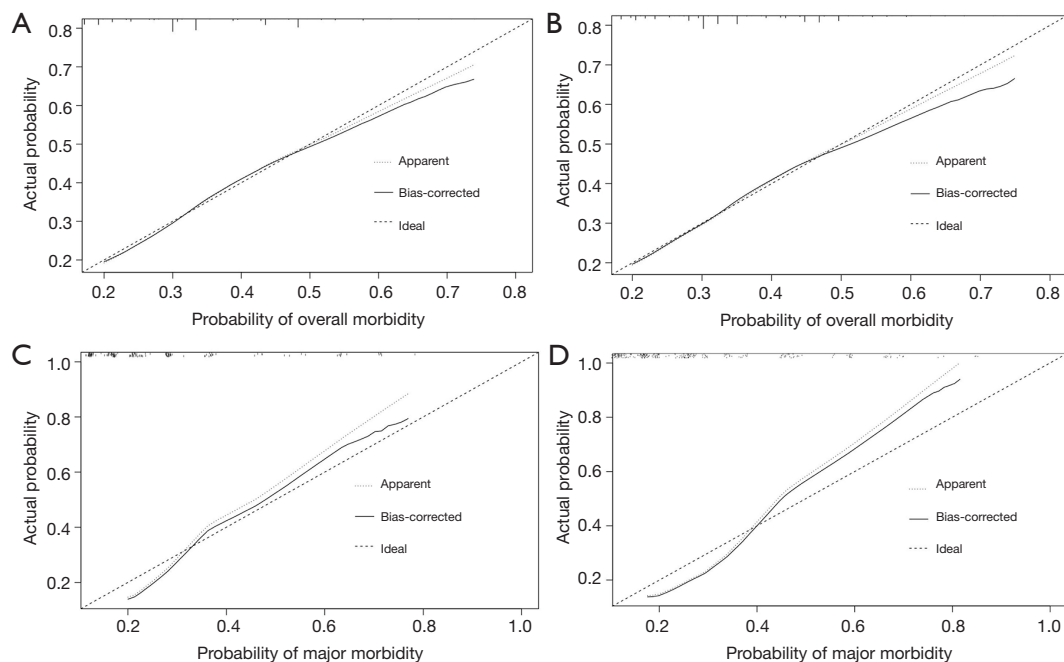 A
Actual probability
0.8
0.7
0.6
0.5
0.4
0.3
0.2
Apparent
Bias-corrected
Ideal
0.2 0.3 0.4 0.5 0.6 0.7 0.8
Probability of overall morbidity
B
Actual probability
0.8
0.7
0.6
0.5
0.4
0.3
0.2
Apparent
Bias-corrected
Ideal
0.2 0.3 0.4 0.5 0.6 0.7 0.8
Probability of overall morbidity
C
Actual probability
1.0
0.8
0.6
0.4
0.2
Apparent
Bias-corrected
Ideal
0.2 0.4 0.6 0.8 1.0
Probability of major morbidity
D
Actual probability
1.0
0.8
0.6
0.4
0.2
Apparent
Bias-corrected
Ideal
0.2 0.4 0.6 0.8 1.0
Probability of major morbidity